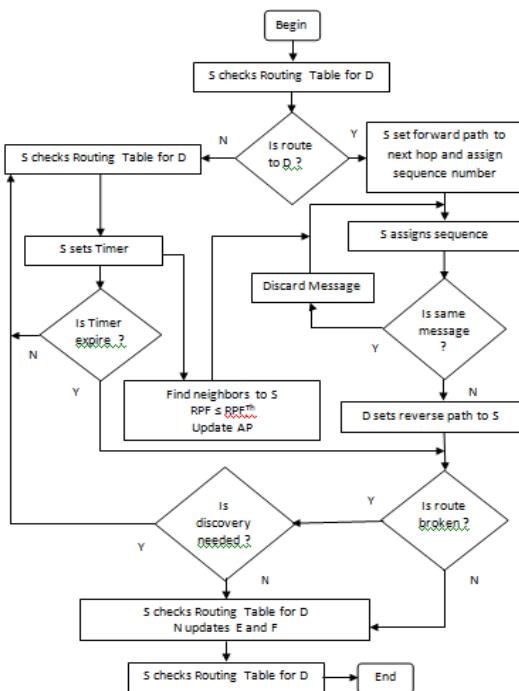 Begin
S checks Routing Table for D
Is route
to D ?
N
Y
S set forward path to
next hop and assign
sequence number
S checks Routing Table for D
S sets Timer
S assigns sequence
Discard Message
Is Timer
expire ?
N
Y
Is same
message
?
Y
N
Find neighbors to S
RPF ≤ RPFTh
Update AP
D sets reverse path to S
Is
discovery
needed ?
Y
N
Is route
broken ?
Y
N
S checks Routing Table for D
N updates E and F
S checks Routing Table for D
End